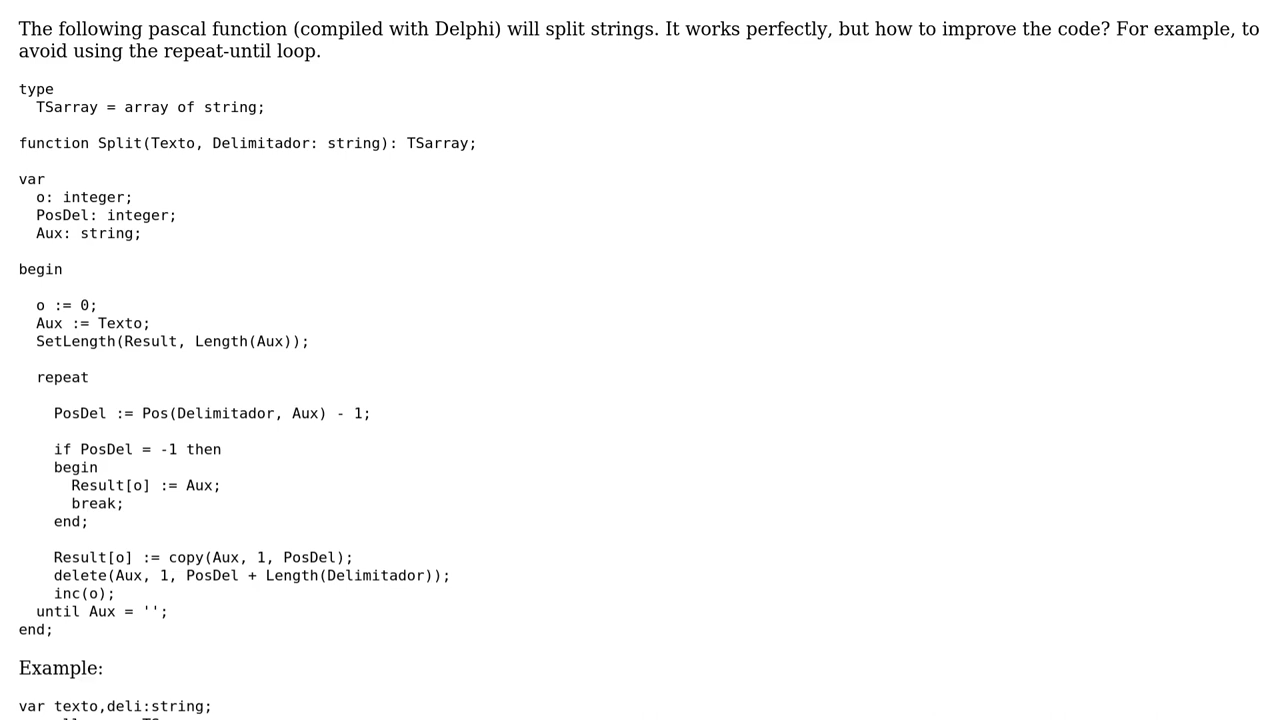 The following pascal function (compiled with Delphi) will split strings. It works perfectly, but how to improve the code? For example, to
avoid using the repeat-until loop.
type
  TSarray = array of string;
function Split(Texto, Delimitador: string): TSarray;
var
  o: integer;
  PosDel: integer;
  Aux: string;
begin
  o := 0;
  Aux := Texto;
  SetLength(Result, Length(Aux));
  repeat
    PosDel := Pos(Delimitador, Aux) - 1;
    if PosDel = -1 then
    begin
      Result[o] := Aux;
      break;
    end;
    Result[o] := copy(Aux, 1, PosDel);
    delete(Aux, 1, PosDel + Length(Delimitador));
    inc(o);
  until Aux = '';
end;
Example:
var texto,deli:string;